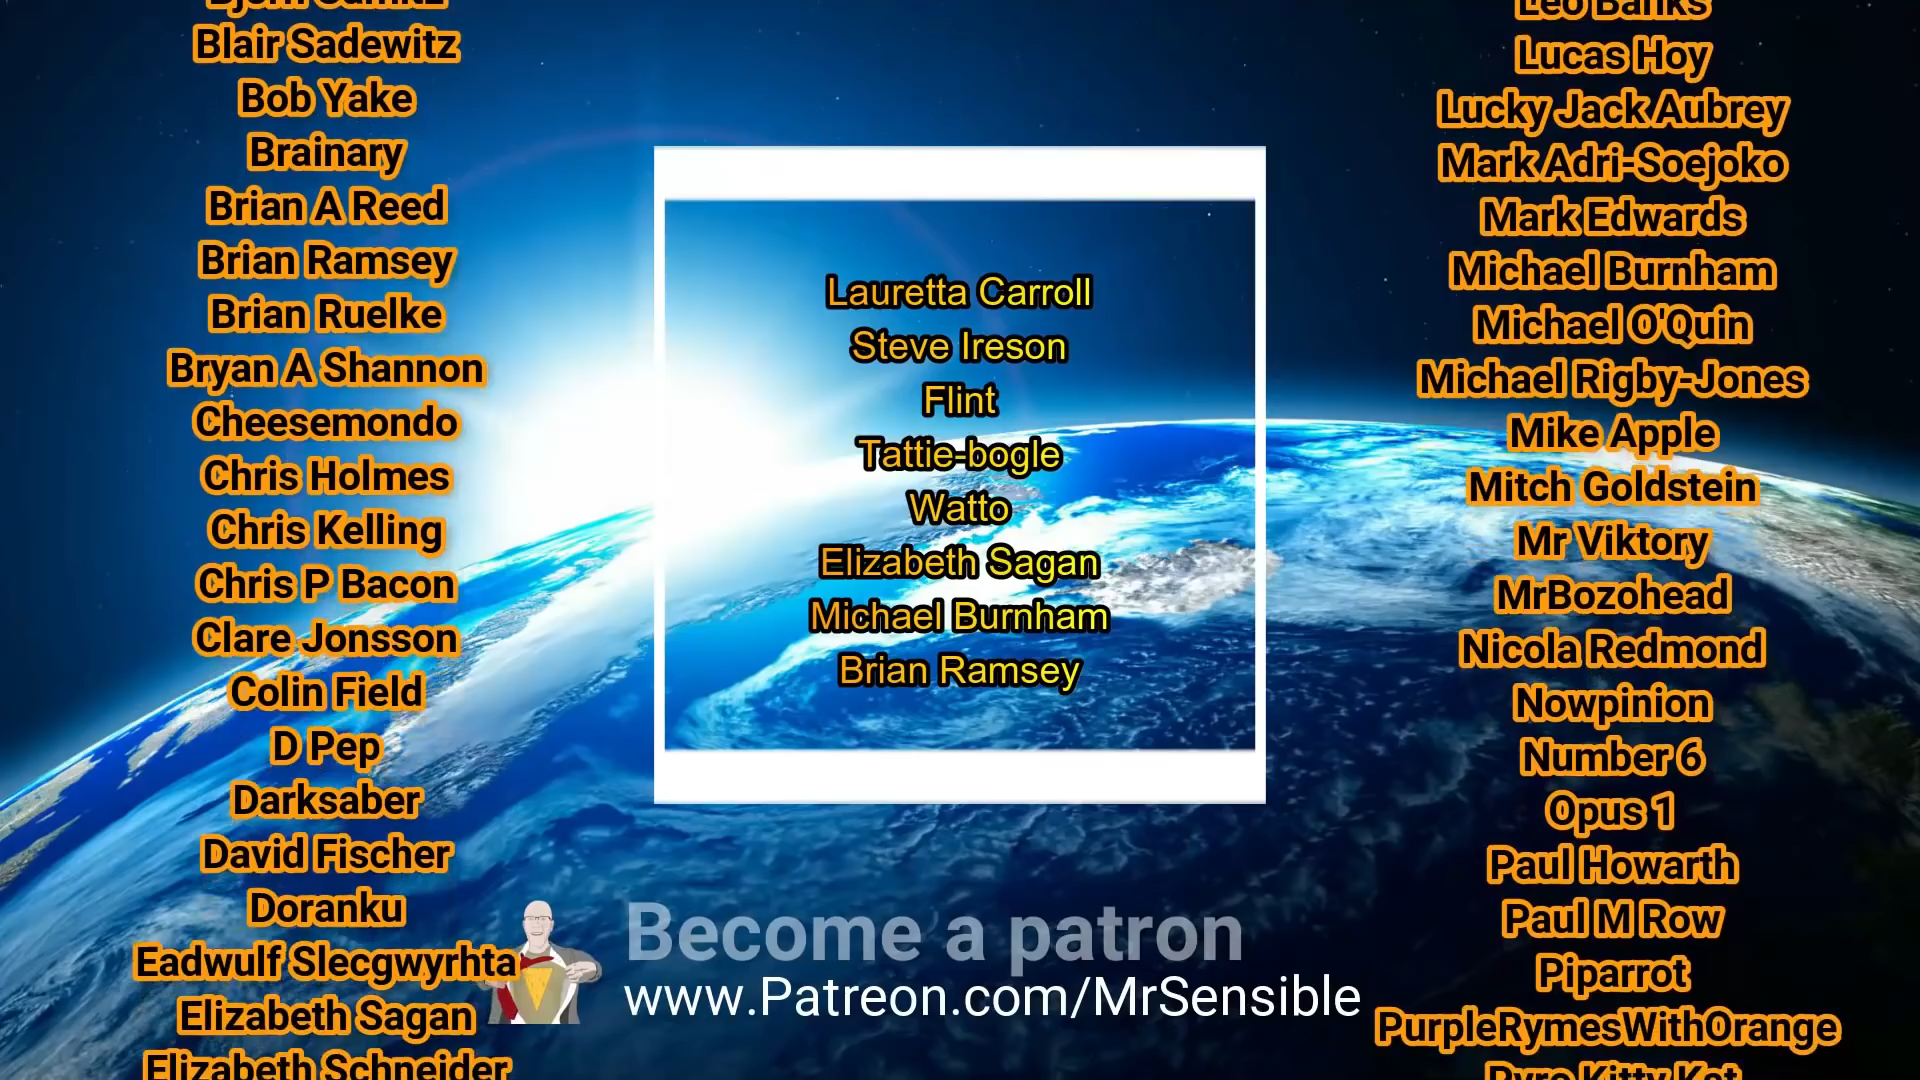 Blair Sadewitz
Bob Yake
Brainary
Brian A Reed
Brian Ramsey
Brian Ruelke
Bryan A Shannon
Cheesemondo
Chris Holmes
Chris Kelling
Chris P Bacon
Clare Jonsson
Colin Field
D Pep
Darksaber
David Fischer
Doranku
Eadwulf Slecgwyrhta
Elizabeth Sagan
Elizabeth Schneider
Lauretta Carroll
Steve Ireson
Flint
Tattie-bogle
Watto
Elizabeth Sagan
Michael Burnham
Brian Ramsey
Become a patron
www.Patreon.com/MrSensible
Leo Banks
Lucas Hoy
Lucky Jack Aubrey
Mark Adri-Soejoko
Mark Edwards
Michael Burnham
Michael O'Quin
Michael Rigby-Jones
Mike Apple
Mitch Goldstein
Mr Viktory
MrBozohead
Nicola Redmond
Nowpinion
Number 6
Opus 1
Paul Howarth
Paul M Row
Piparrot
PurpleRymesWithOrange
Pyro Kitty Kat